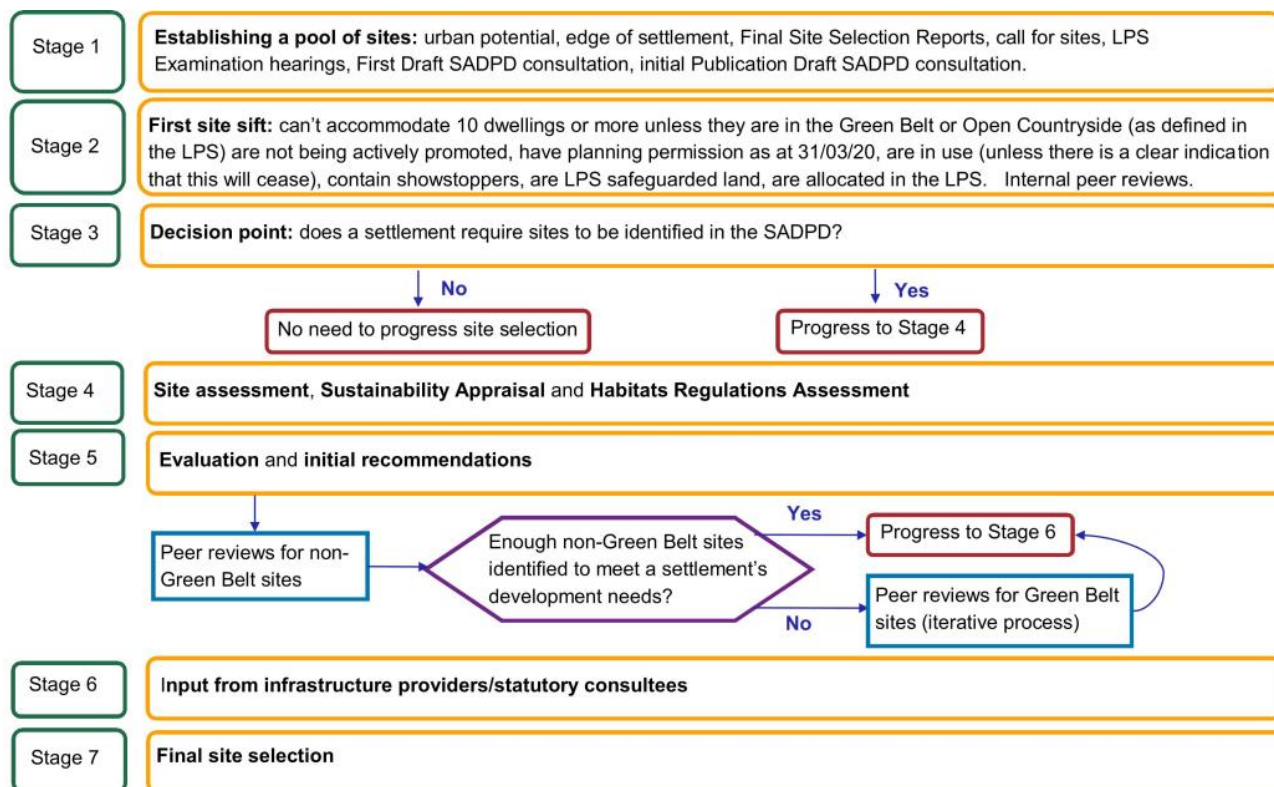 Stage 1
Establishing a pool of sites: urban potential, edge of settlement, Final Site Selection Reports, call for sites, LPS
Examination hearings, First Draft SADPD consultation, initial Publication Draft SADPD consultation.
Stage 2
First site sift: can't accommodate 10 dwellings or more unless they are in the Green Belt or Open Countryside (as defined in
the LPS) are not being actively promoted, have planning permission as at 31/03/20, are in use (unless there is a clear indication
that this will cease), contain showstoppers, are LPS safeguarded land, are allocated in the LPS. Internal peer reviews.
Stage 3
Decision point: does a settlement require sites to be identified in the SADPD?
No
Yes
No need to progress site selection
Progress to Stage 4
Stage 4
Site assessment, Sustainability Appraisal and Habitats Regulations Assessment
Stage 5
Evaluation and initial recommendations
Peer reviews for non-
Green Belt sites
Enough non-Green Belt sites
identified to meet a settlement's
development needs?
Yes
Progress to Stage 6
No
Peer reviews for Green Belt
sites (iterative process)
Stage 6
Input from infrastructure providers/statutory consultees
Stage 7
Final site selection